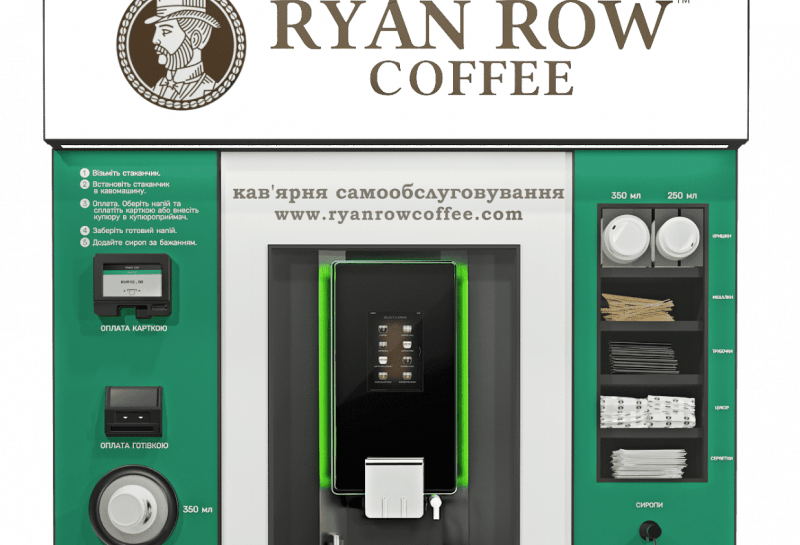 RYAN ROW™
COFFEE
1 Візьміть стаканчик.
2 Встановіть стаканчик
в кавомашину.
3 Оплата. Оберіть напій та
сплатіть карткою або внесіть
купюру в купюроприймач.
4 Заберіть готовий напій.
5 Додайте сироп за бажанням.
ОПЛАТА КАРТКОЮ
ОПЛАТА ГОТІВКОЮ
350 мл
кав'ярня самообслуговування
www.ryanrowcoffee.com
350 мл 250 мл
КРИШКИ
МІШАЛКИ
ТРУБОЧКИ
ЦУКОР
СЕРВЕТКИ
СИРОПИ